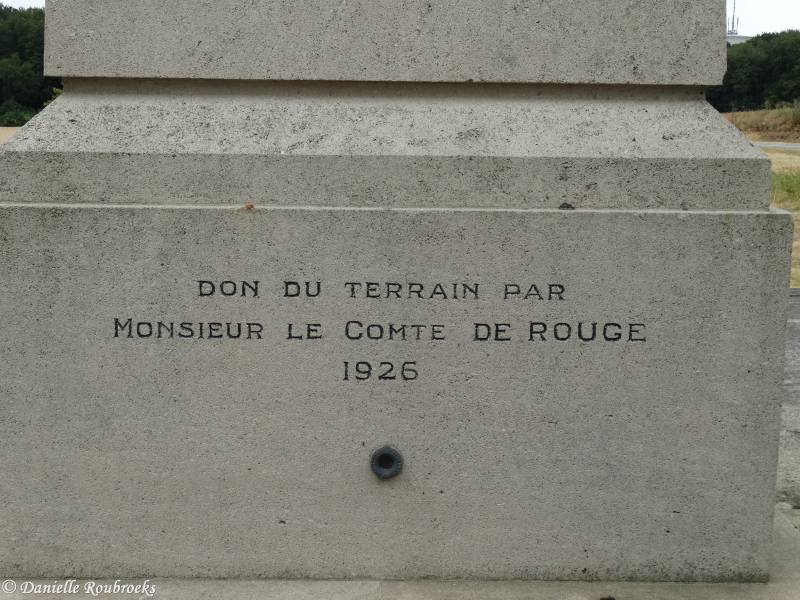 DON DU TERRAIN PAR
MONSIEUR LE COMTE DE ROUGE
1926
© Danielle Roubroeks